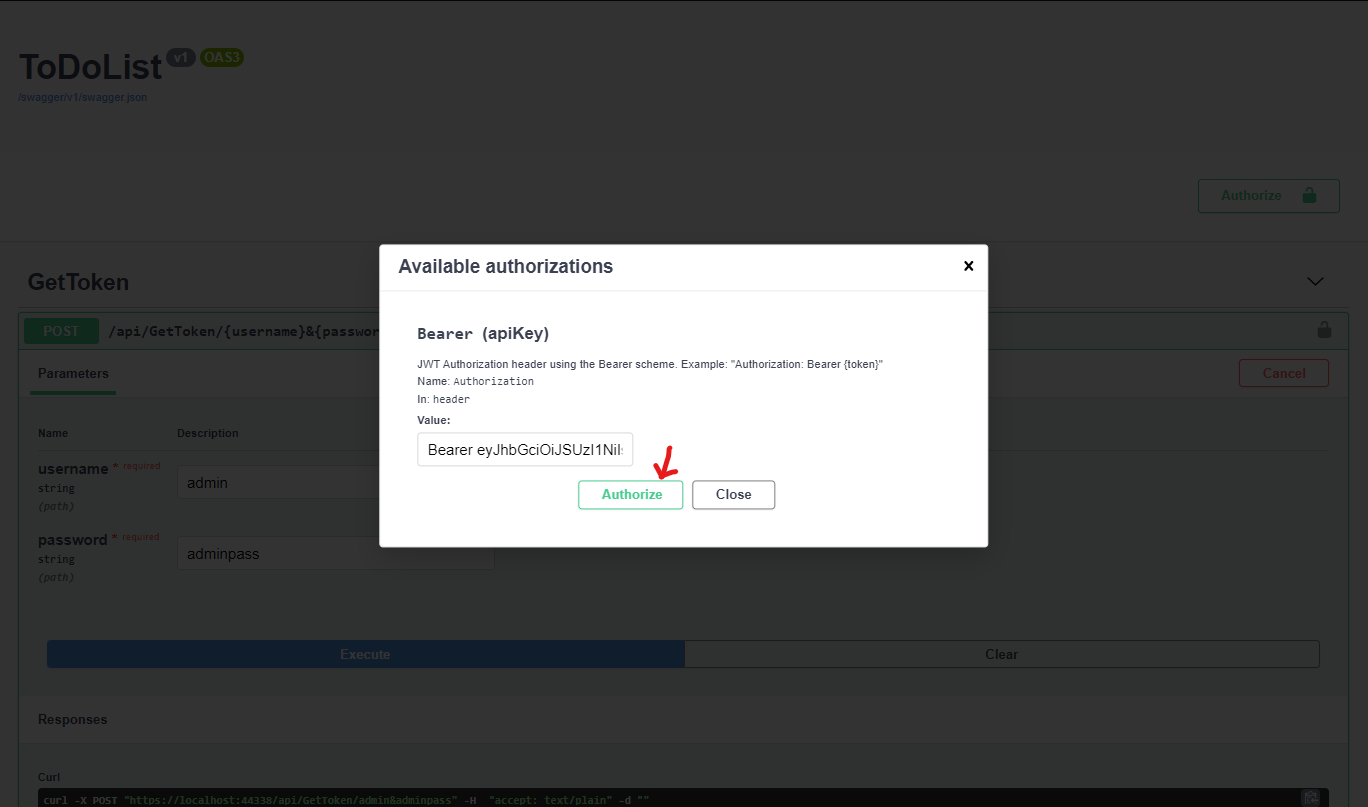 ToDoList v1 OAS3
/swagger/v1/swagger.json
Authorize
GetToken
POST /api/GetToken/{username}&{passwor
Parameters
Cancel
Name Description
username * required
string
(path)
admin
password * required
string
(path)
adminpass
Execute Clear
Responses
Curl
curl -X POST "https://localhost:44338/api/GetToken/admin&adminpass" -H "accept: text/plain" -d ""
Available authorizations
Bearer (apiKey)
JWT Authorization header using the Bearer scheme. Example: "Authorization: Bearer {token}"
Name: Authorization
In: header
Value:
Bearer eyJhbGciOiJSUzI1NiIs
Authorize Close